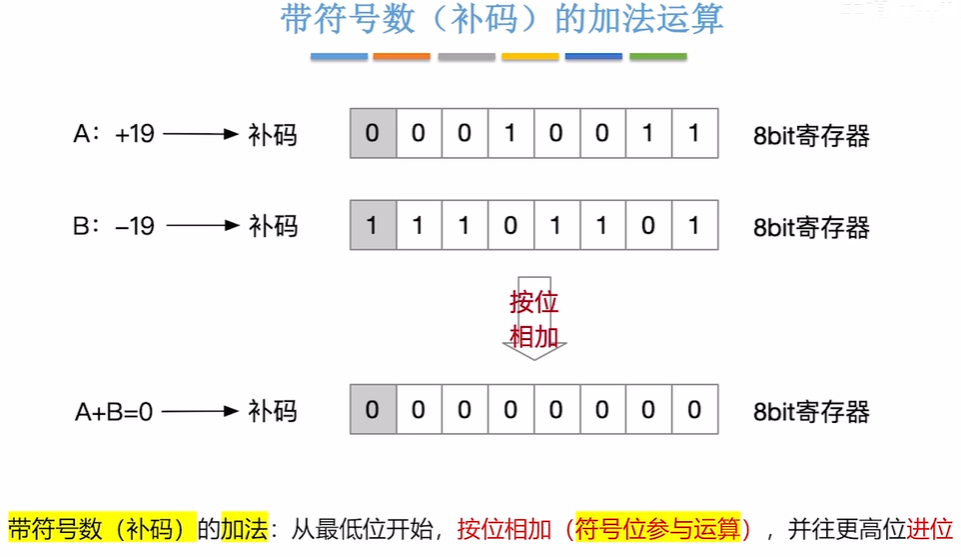 带符号数（补码）的加法运算
A：+19 补码 0 0 0 1 0 0 1 1 8bit寄存器
B：−19 补码 1 1 1 0 1 1 0 1 8bit寄存器
按位
相加
A+B=0 补码 0 0 0 0 0 0 0 0 8bit寄存器
带符号数（补码）的加法：从最低位开始，按位相加（符号位参与运算），并往更高位进位